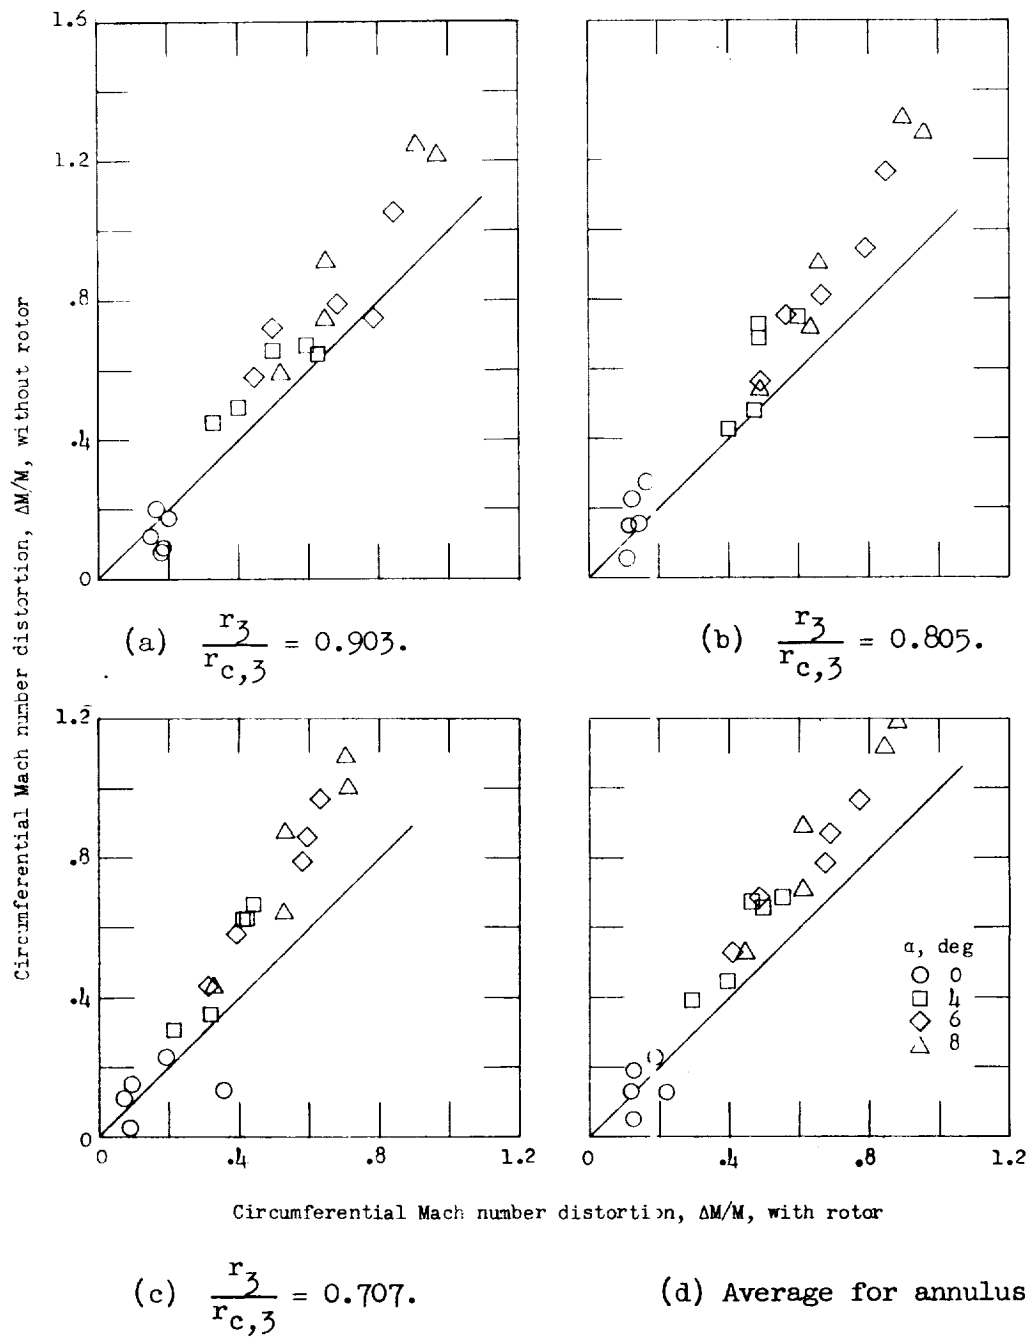 1.6
1.2
.8
.4
0
Circumferential Mach number distortion, ΔM/M, without rotor
(a) r3/rc,3 = 0.903.
(b) r3/rc,3 = 0.805.
1.2
.8
.4
0
0 .4 .8 1.2
α, deg
0
4
6
8
0 .4 .8 1.2
Circumferential Mach number distortion, ΔM/M, with rotor
(c) r3/rc,3 = 0.707.
(d) Average for annulus